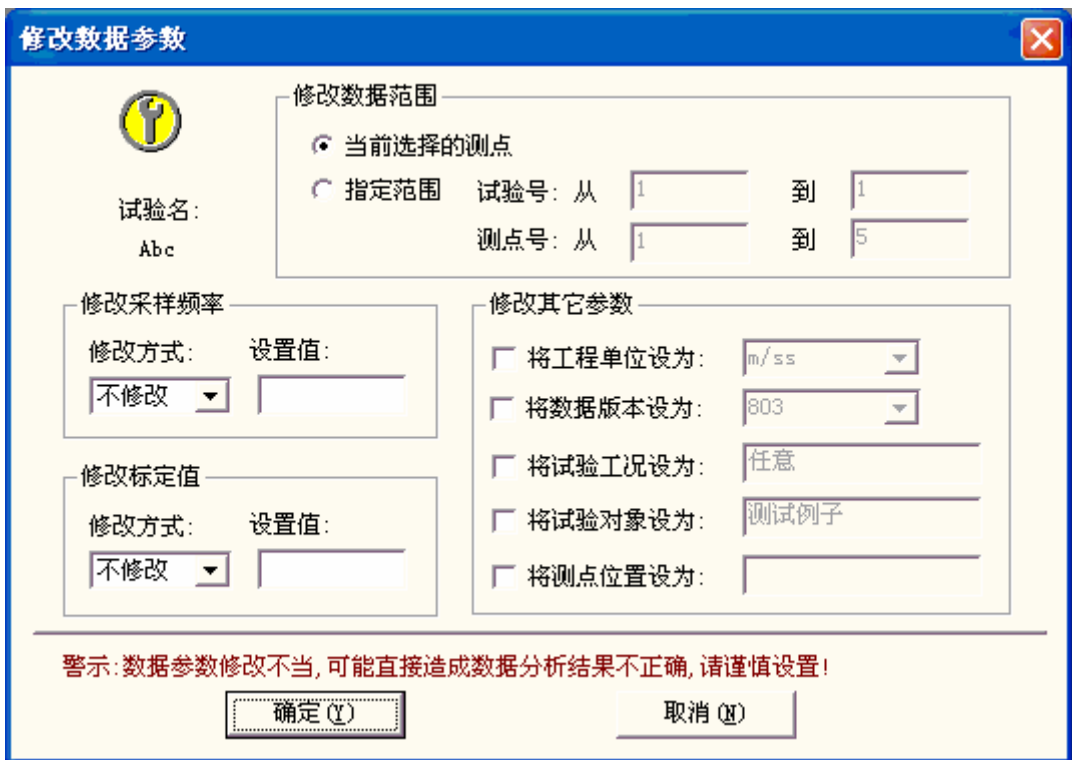 修改数据参数
修改数据范围
当前选择的测点
指定范围 试验号: 从 1 到 1
测点号: 从 1 到 5
试验名:
Abc
修改采样频率
修改方式: 设置值:
不修改
修改标定值
修改方式: 设置值:
不修改
修改其它参数
将工程单位设为: m/ss
将数据版本设为: 803
将试验工况设为: 任意
将试验对象设为: 测试例子
将测点位置设为:
警示:数据参数修改不当,可能直接造成数据分析结果不正确,请谨慎设置!
确定(Y) 取消(N)